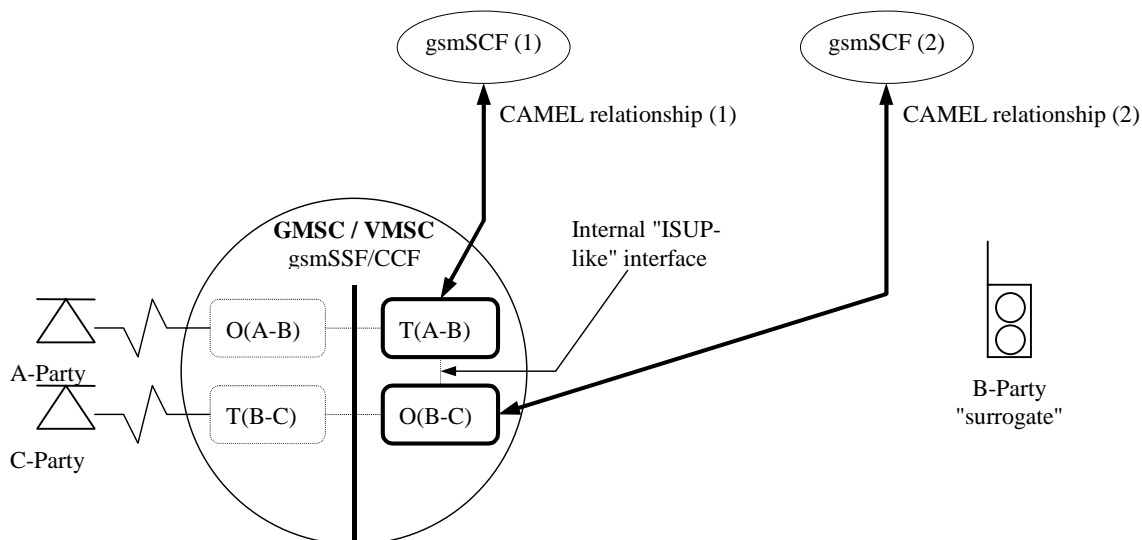 gsmSCF (1)
gsmSCF (2)
CAMEL relationship (1)
CAMEL relationship (2)
GMSC / VMSC
gsmSSF/CCF
Internal "ISUP-
like" interface
O(A-B)
T(A-B)
A-Party
T(B-C)
O(B-C)
C-Party
B-Party
"surrogate"